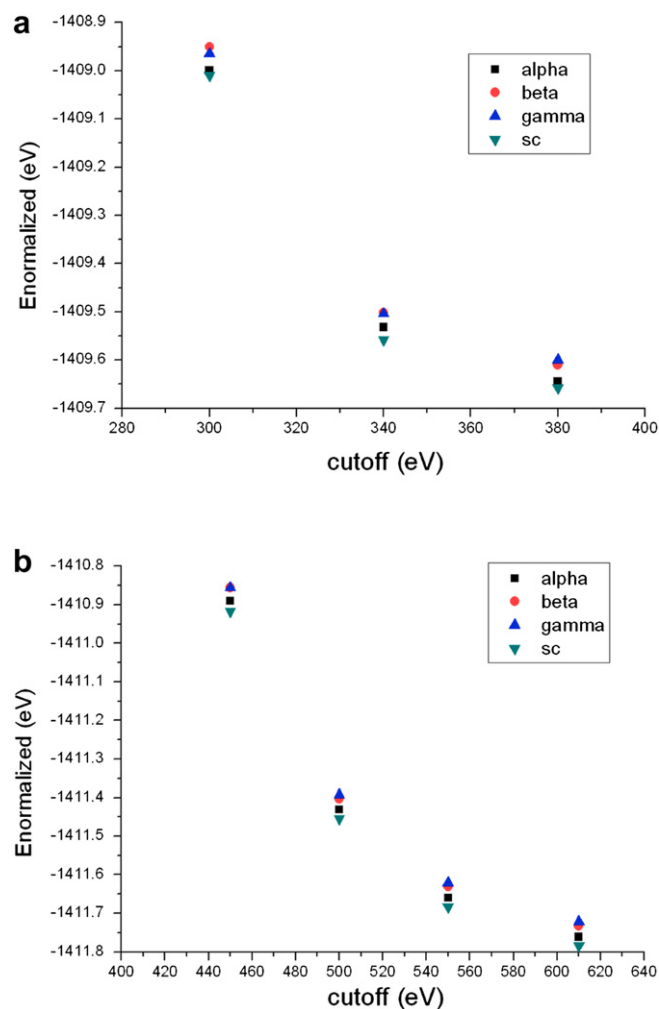 a
-1408.9
-1409.0
-1409.1
-1409.2
-1409.3
-1409.4
-1409.5
-1409.6
-1409.7
Enormalized (eV)
alpha
beta
gamma
sc
280 300 320 340 360 380 400
cutoff (eV)
b
-1410.8
-1410.9
-1411.0
-1411.1
-1411.2
-1411.3
-1411.4
-1411.5
-1411.6
-1411.7
-1411.8
Enormalized (eV)
alpha
beta
gamma
sc
400 420 440 460 480 500 520 540 560 580 600 620 640
cutoff (eV)